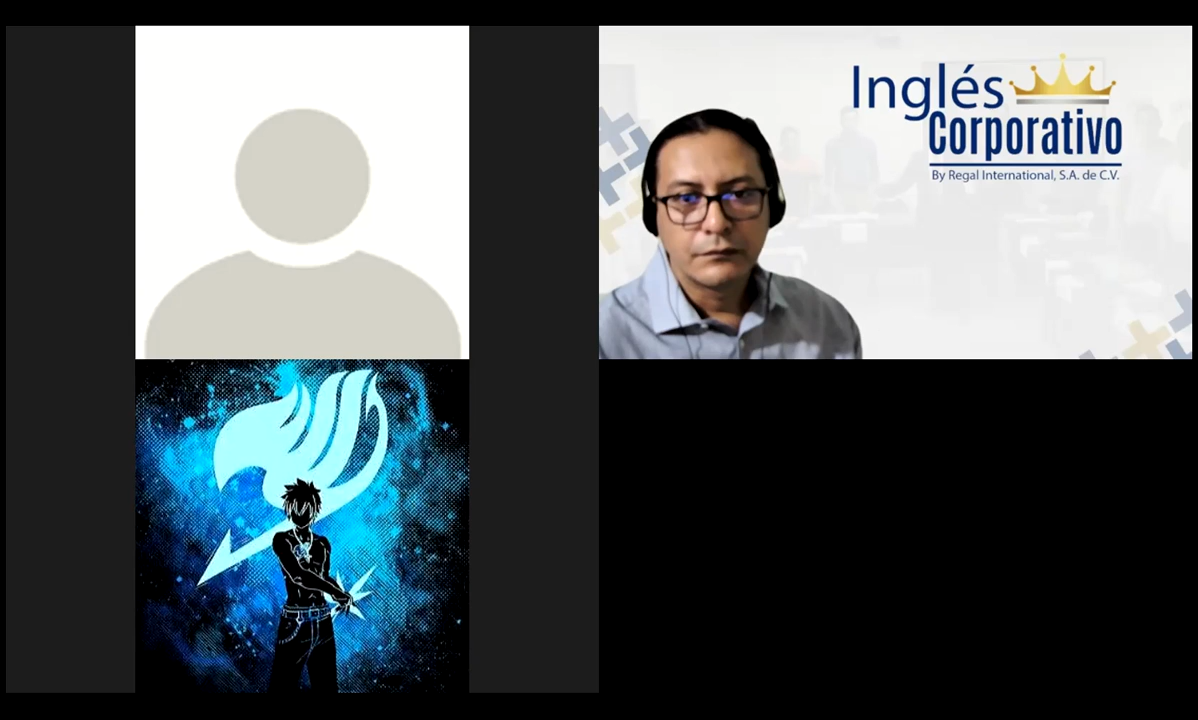 Inglés
Corporativo
By Regal International, S.A. de C.V.